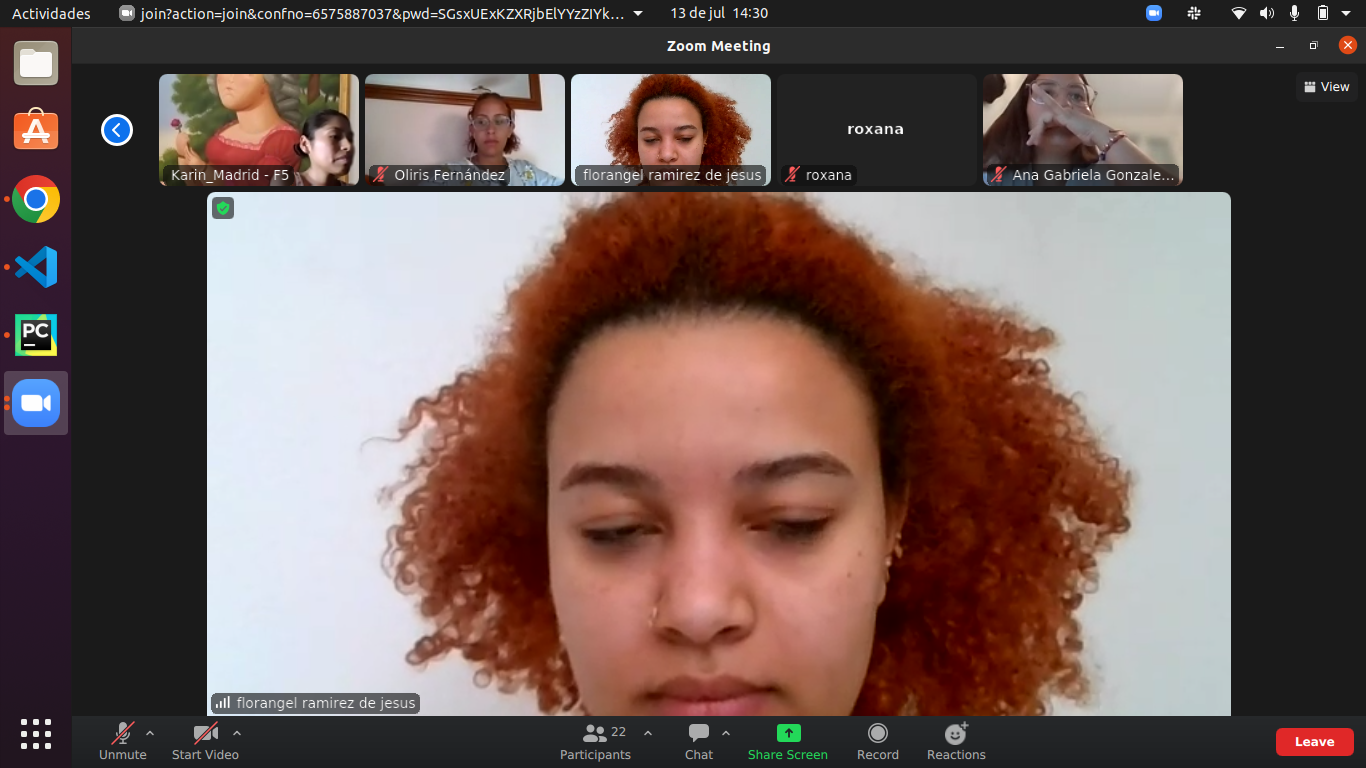 Actividades
join?action=join&confno=6575887037&pwd=SGsxUExKZXRjbElYYzZIYk…
13 de jul 14:30
Zoom Meeting
View
roxana
Karin_Madrid - F5
Oliris Fernández
florangel ramirez de jesus
roxana
Ana Gabriela Gonzale...
PC
florangel ramirez de jesus
Unmute
Start Video
22
Participants
Chat
Share Screen
Record
Reactions
Leave